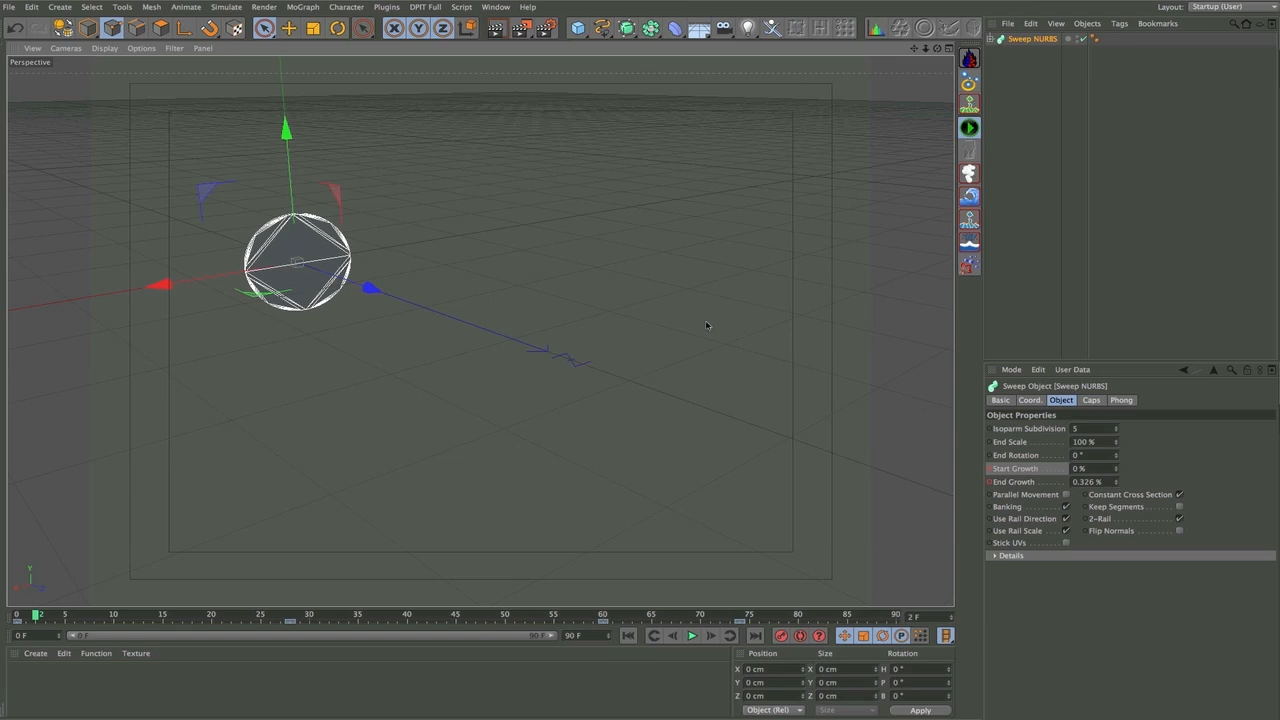 File Edit Create Select Tools Mesh Animate Simulate Render MoGraph Character Plugins DPIT Full Script Window Help Layout: Startup (User)
X Y Z File Edit View Objects Tags Bookmarks
Sweep NURBS
View Cameras Display Options Filter Panel
Perspective
Mode Edit User Data
Sweep Object [Sweep NURBS]
Basic Coord. Object Caps Phong
Object Properties
Isoparm Subdivision 5
End Scale 100 %
End Rotation 0 °
Start Growth 0 %
End Growth 0.326 %
Parallel Movement Constant Cross Section
Banking Keep Segments
Use Rail Direction 2-Rail
Use Rail Scale Flip Normals
Stick UVs
Details
Y
0 2 5 10 15 20 25 30 35 40 45 50 55 60 65 70 75 80 85 90 2 F
0 F 0 F 90 F 90 F P
Create Edit Function Texture Position Size Rotation
X 0 cm X 0 cm H 0 °
Y 0 cm Y 0 cm P 0 °
Z 0 cm Z 0 cm B 0 °
Object (Rel) Size Apply